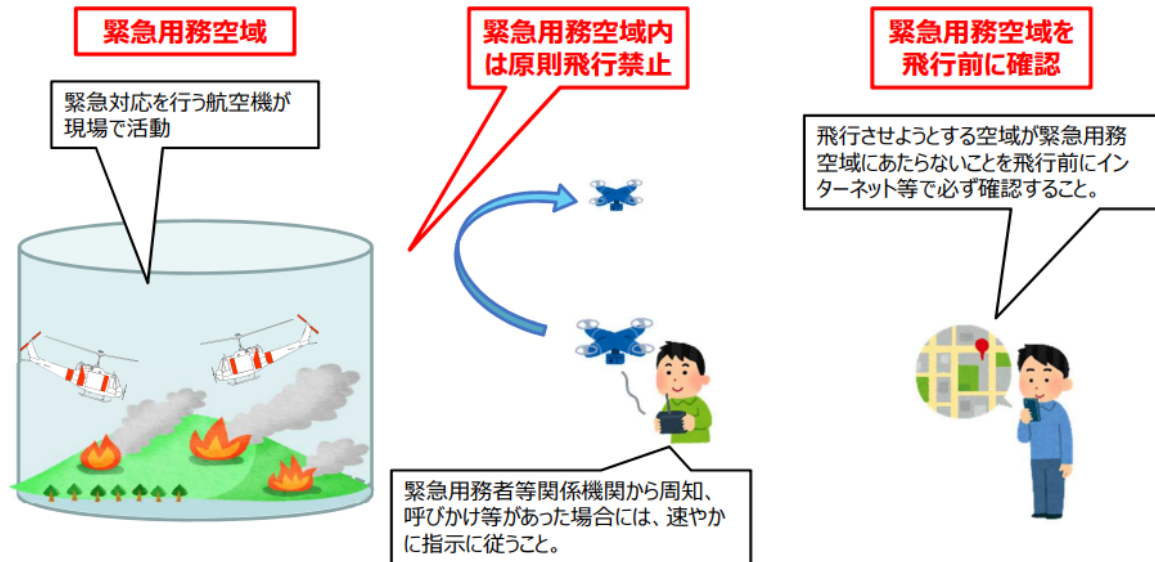 緊急用務空域
緊急対応を行う航空機が
現場で活動
緊急用務空域内
は原則飛行禁止
緊急用務者等関係機関から周知、
呼びかけ等があった場合には、速やか
に指示に従うこと。
緊急用務空域を
飛行前に確認
飛行させようとする空域が緊急用務
空域にあたらないことを飛行前にイン
ターネット等で必ず確認すること。